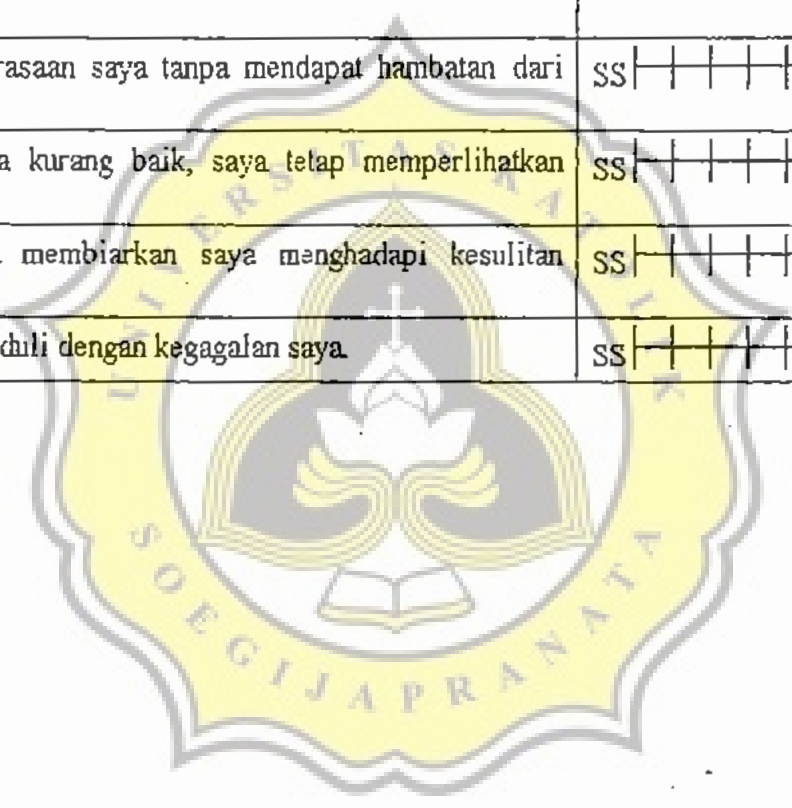 rasaan saya tanpa mendapat hambatan dari SS
a kurang baik, saya tetap memperlihatkan SS
membiarkan saya menghadapi kesulitan SS
duli dengan kegagalan saya. SS
UNIVERSITAS KATOLIK
SOEGIJAPRANATA